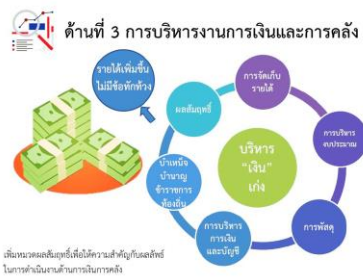 ด้านที่ 3 การบริหารงานการเงินและการคลัง
รายได้เพิ่มขึ้น
ไม่มีข้อทักท้วง
ผลสัมฤทธิ์
การจัดเก็บ
รายได้
การบริหาร
งบประมาณ
การพัสดุ
การบริหาร
การเงิน
และบัญชี
บำเหน็จ
บำนาญ
ข้าราชการ
ท้องถิ่น
บริหาร
"เงิน"
เก่ง
เพิ่มหมวดผลสัมฤทธิ์เพื่อให้ความสำคัญกับผลลัพธ์
ในการดำเนินงานด้านการเงินการคลัง